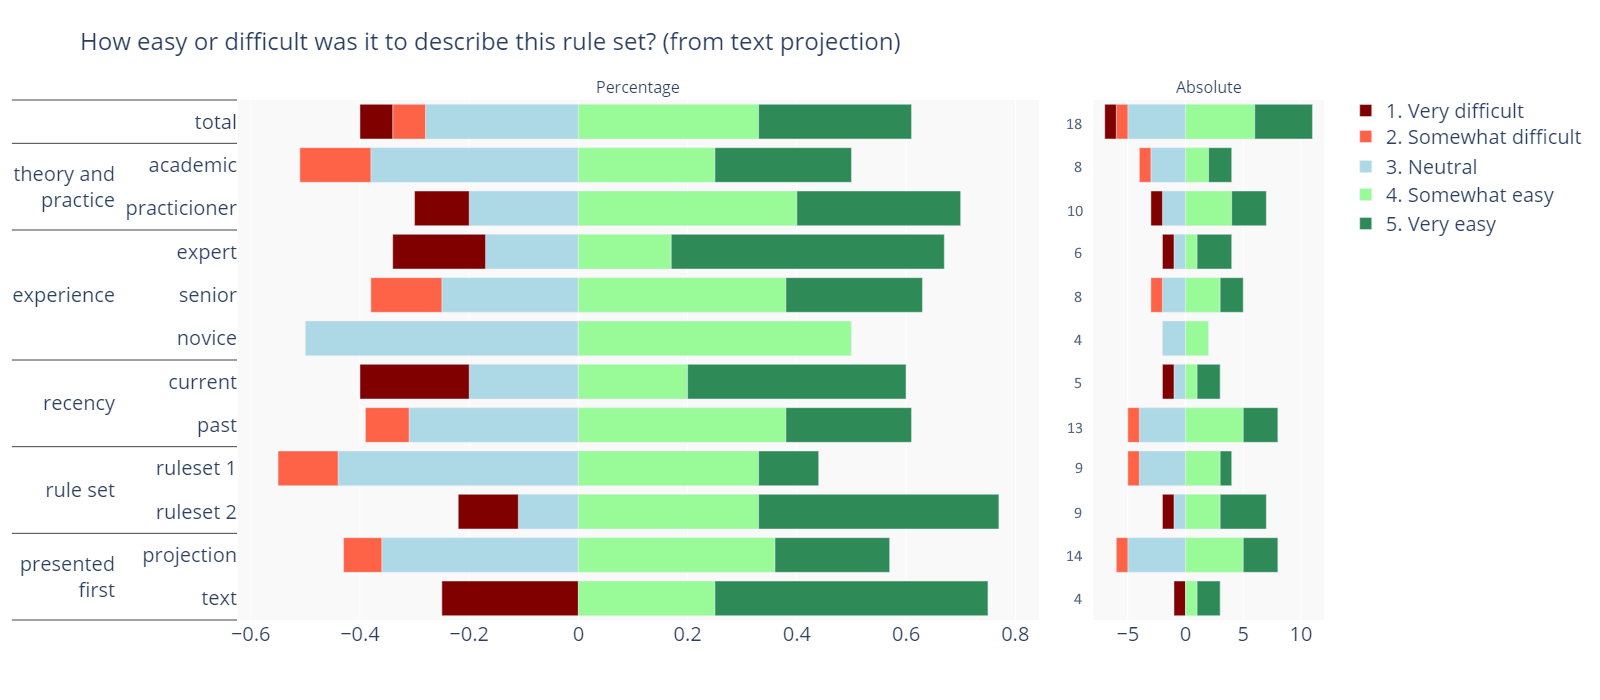 How easy or difficult was it to describe this rule set? (from text projection)
Percentage
Absolute
total
18
1. Very difficult
2. Somewhat difficult
3. Neutral
4. Somewhat easy
5. Very easy
theory and
practice
academic
8
practicioner
10
experience
expert
6
senior
8
novice
4
recency
current
5
past
13
rule set
ruleset 1
9
ruleset 2
9
presented
first
projection
14
text
4
−0.6 −0.4 −0.2 0 0.2 0.4 0.6 0.8
−5 0 5 10